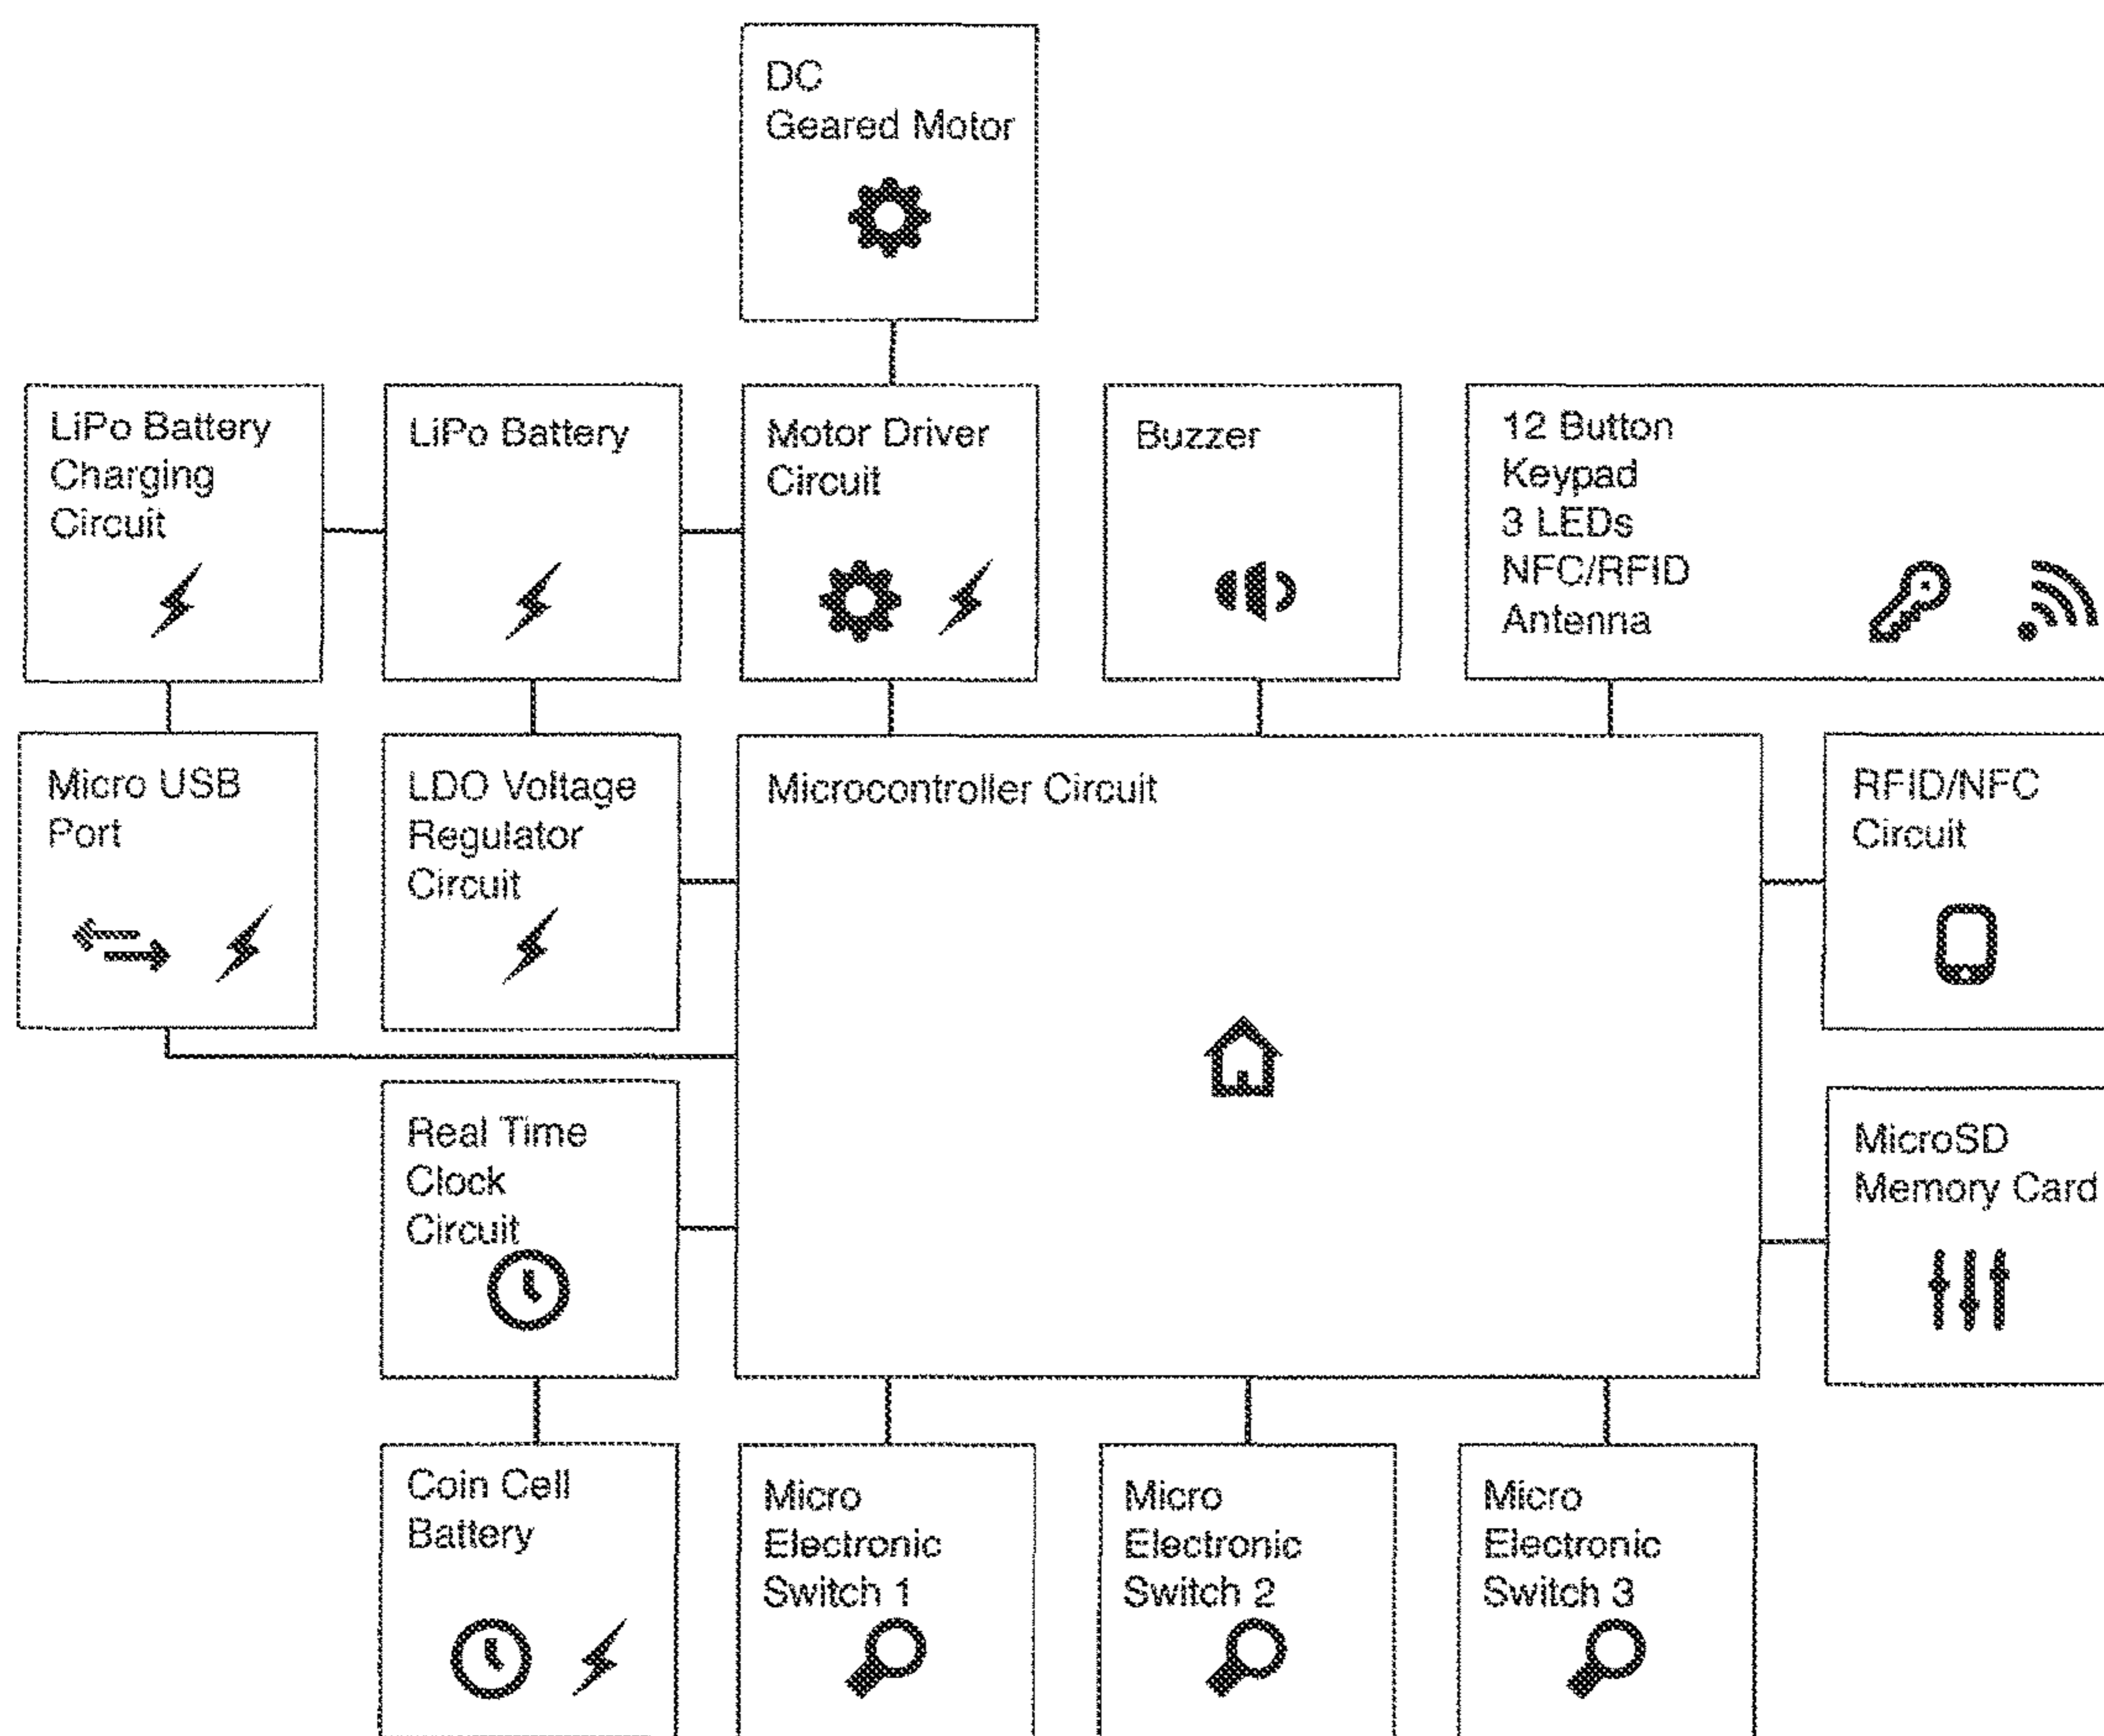 DC
Geared Motor
LiPo Battery
Charging
Circuit
LiPo Battery
Motor Driver
Circuit
Buzzer
12 Button
Keypad
3 LEDs
NFC/RFID
Antenna
Micro USB
Port
LDO Voltage
Regulator
Circuit
Microcontroller Circuit
RFID/NFC
Circuit
Real Time
Clock
Circuit
MicroSD
Memory Card
Coin Cell
Battery
Micro
Electronic
Switch 1
Micro
Electronic
Switch 2
Micro
Electronic
Switch 3